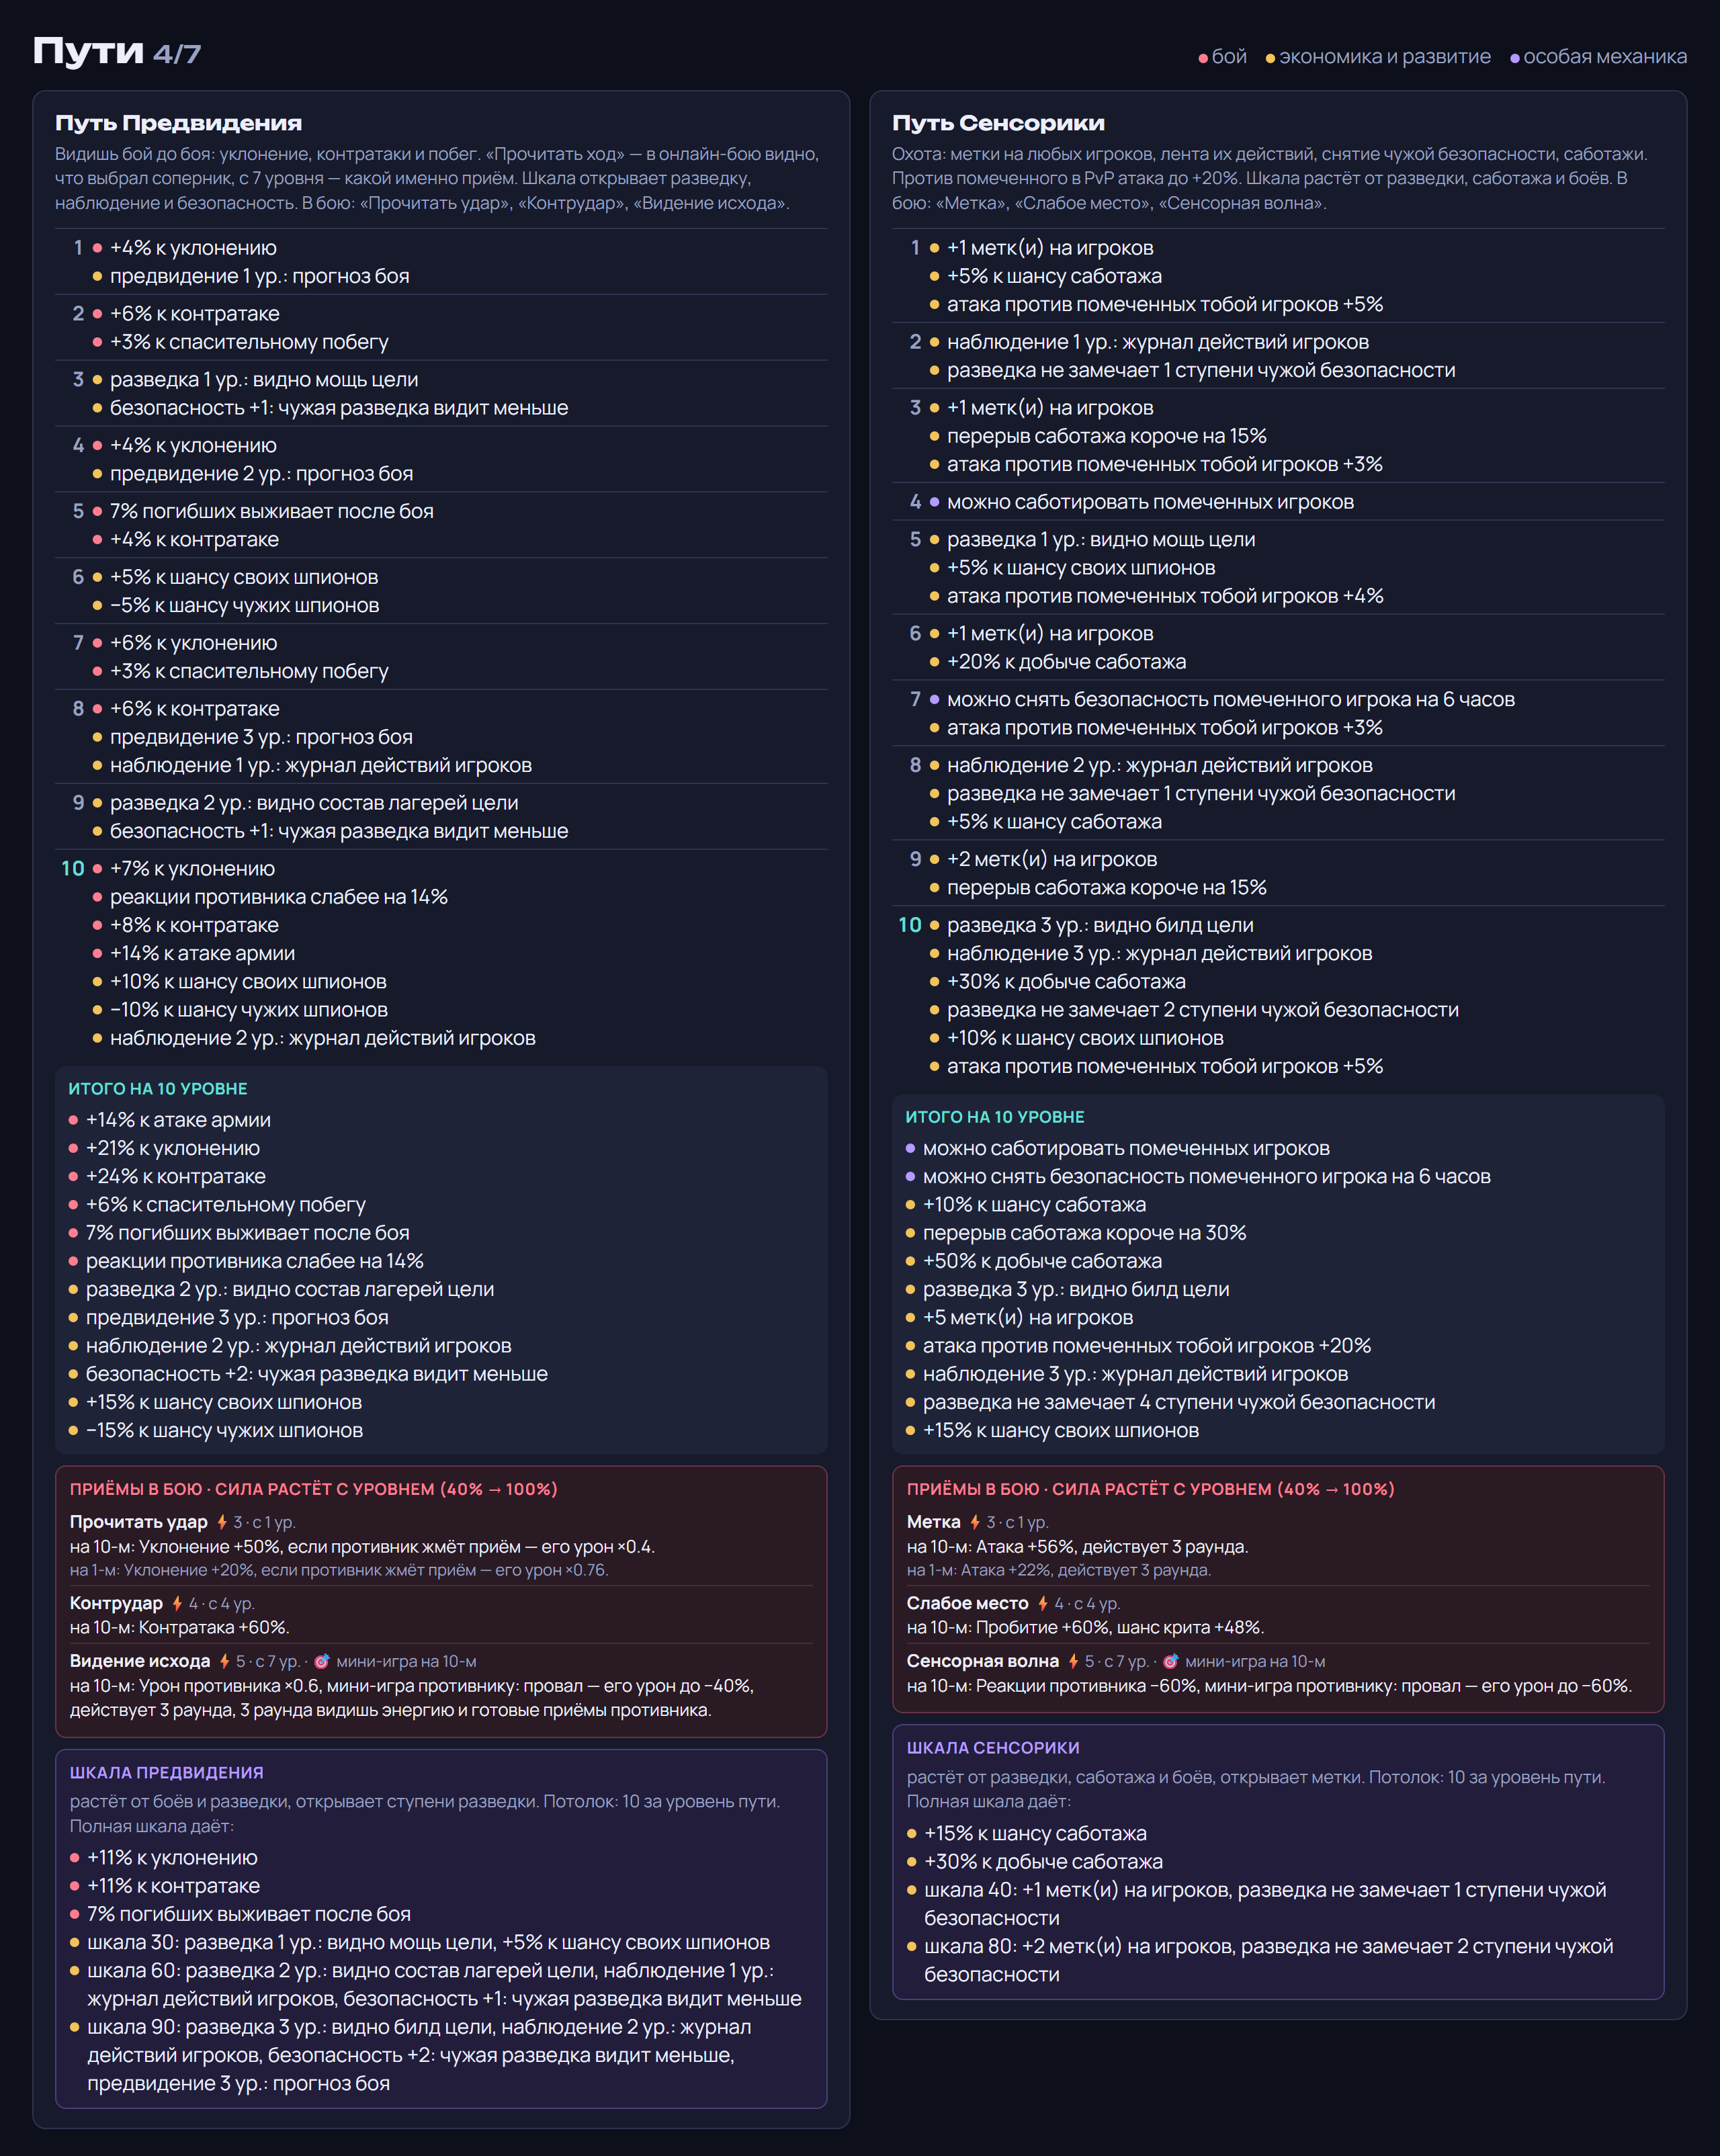 Пути 4/7
бой
экономика и развитие
особая механика
Путь Предвидения
Видишь бой до боя: уклонение, контратаки и побег. «Прочитать ход» — в онлайн-бою видно,
что выбрал соперник, с 7 уровня — какой именно приём. Шкала открывает разведку,
наблюдение и безопасность. В бою: «Прочитать удар», «Контрудар», «Видение исхода».
1 +4% к уклонению
предвидение 1 ур.: прогноз боя
2 +6% к контратаке
+3% к спасительному побегу
3 разведка 1 ур.: видно мощь цели
безопасность +1: чужая разведка видит меньше
4 +4% к уклонению
предвидение 2 ур.: прогноз боя
5 7% погибших выживает после боя
+4% к контратаке
6 +5% к шансу своих шпионов
−5% к шансу чужих шпионов
7 +6% к уклонению
+3% к спасительному побегу
8 +6% к контратаке
предвидение 3 ур.: прогноз боя
наблюдение 1 ур.: журнал действий игроков
9 разведка 2 ур.: видно состав лагерей цели
безопасность +1: чужая разведка видит меньше
10 +7% к уклонению
реакции противника слабее на 14%
+8% к контратаке
+14% к атаке армии
+10% к шансу своих шпионов
−10% к шансу чужих шпионов
наблюдение 2 ур.: журнал действий игроков
ИТОГО НА 10 УРОВНЕ
+14% к атаке армии
+21% к уклонению
+24% к контратаке
+6% к спасительному побегу
7% погибших выживает после боя
реакции противника слабее на 14%
разведка 2 ур.: видно состав лагерей цели
предвидение 3 ур.: прогноз боя
наблюдение 2 ур.: журнал действий игроков
безопасность +2: чужая разведка видит меньше
+15% к шансу своих шпионов
−15% к шансу чужих шпионов
ПРИЁМЫ В БОЮ · СИЛА РАСТЁТ С УРОВНЕМ (40% → 100%)
Прочитать удар ⚡ 3 · с 1 ур.
на 10-м: Уклонение +50%, если противник жмёт приём — его урон ×0.4.
на 1-м: Уклонение +20%, если противник жмёт приём — его урон ×0.76.
Контрудар ⚡ 4 · с 4 ур.
на 10-м: Контратака +60%.
Видение исхода ⚡ 5 · с 7 ур. · 🎯 мини-игра на 10-м
на 10-м: Урон противника ×0.6, мини-игра противнику: провал — его урон до −40%,
действует 3 раунда, 3 раунда видишь энергию и готовые приёмы противника.
ШКАЛА ПРЕДВИДЕНИЯ
растёт от боёв и разведки, открывает ступени разведки. Потолок: 10 за уровень пути.
Полная шкала даёт:
+11% к уклонению
+11% к контратаке
7% погибших выживает после боя
шкала 30: разведка 1 ур.: видно мощь цели, +5% к шансу своих шпионов
шкала 60: разведка 2 ур.: видно состав лагерей цели, наблюдение 1 ур.:
журнал действий игроков, безопасность +1: чужая разведка видит меньше
шкала 90: разведка 3 ур.: видно билд цели, наблюдение 2 ур.: журнал
действий игроков, безопасность +2: чужая разведка видит меньше,
предвидение 3 ур.: прогноз боя
Путь Сенсорики
Охота: метки на любых игроков, лента их действий, снятие чужой безопасности, саботажи.
Против помеченного в PvP атака до +20%. Шкала растёт от разведки, саботажа и боёв. В
бою: «Метка», «Слабое место», «Сенсорная волна».
1 +1 метк(и) на игроков
+5% к шансу саботажа
атака против помеченных тобой игроков +5%
2 наблюдение 1 ур.: журнал действий игроков
разведка не замечает 1 ступени чужой безопасности
3 +1 метк(и) на игроков
перерыв саботажа короче на 15%
атака против помеченных тобой игроков +3%
4 можно саботировать помеченных игроков
5 разведка 1 ур.: видно мощь цели
+5% к шансу своих шпионов
атака против помеченных тобой игроков +4%
6 +1 метк(и) на игроков
+20% к добыче саботажа
7 можно снять безопасность помеченного игрока на 6 часов
атака против помеченных тобой игроков +3%
8 наблюдение 2 ур.: журнал действий игроков
разведка не замечает 1 ступени чужой безопасности
+5% к шансу саботажа
9 +2 метк(и) на игроков
перерыв саботажа короче на 15%
10 разведка 3 ур.: видно билд цели
наблюдение 3 ур.: журнал действий игроков
+30% к добыче саботажа
разведка не замечает 2 ступени чужой безопасности
+10% к шансу своих шпионов
атака против помеченных тобой игроков +5%
ИТОГО НА 10 УРОВНЕ
можно саботировать помеченных игроков
можно снять безопасность помеченного игрока на 6 часов
+10% к шансу саботажа
перерыв саботажа короче на 30%
+50% к добыче саботажа
разведка 3 ур.: видно билд цели
+5 метк(и) на игроков
атака против помеченных тобой игроков +20%
наблюдение 3 ур.: журнал действий игроков
разведка не замечает 4 ступени чужой безопасности
+15% к шансу своих шпионов
ПРИЁМЫ В БОЮ · СИЛА РАСТЁТ С УРОВНЕМ (40% → 100%)
Метка ⚡ 3 · с 1 ур.
на 10-м: Атака +56%, действует 3 раунда.
на 1-м: Атака +22%, действует 3 раунда.
Слабое место ⚡ 4 · с 4 ур.
на 10-м: Пробитие +60%, шанс крита +48%.
Сенсорная волна ⚡ 5 · с 7 ур. · 🎯 мини-игра на 10-м
на 10-м: Реакции противника −60%, мини-игра противнику: провал — его урон до −60%.
ШКАЛА СЕНСОРИКИ
растёт от разведки, саботажа и боёв, открывает метки. Потолок: 10 за уровень пути.
Полная шкала даёт:
+15% к шансу саботажа
+30% к добыче саботажа
шкала 40: +1 метк(и) на игроков, разведка не замечает 1 ступени чужой
безопасности
шкала 80: +2 метк(и) на игроков, разведка не замечает 2 ступени чужой
безопасности